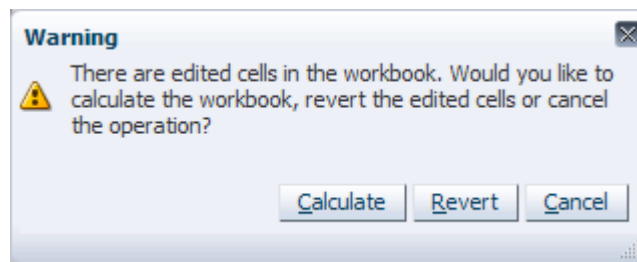 Warning
There are edited cells in the workbook. Would you like to
calculate the workbook, revert the edited cells or cancel
the operation?
Calculate Revert Cancel